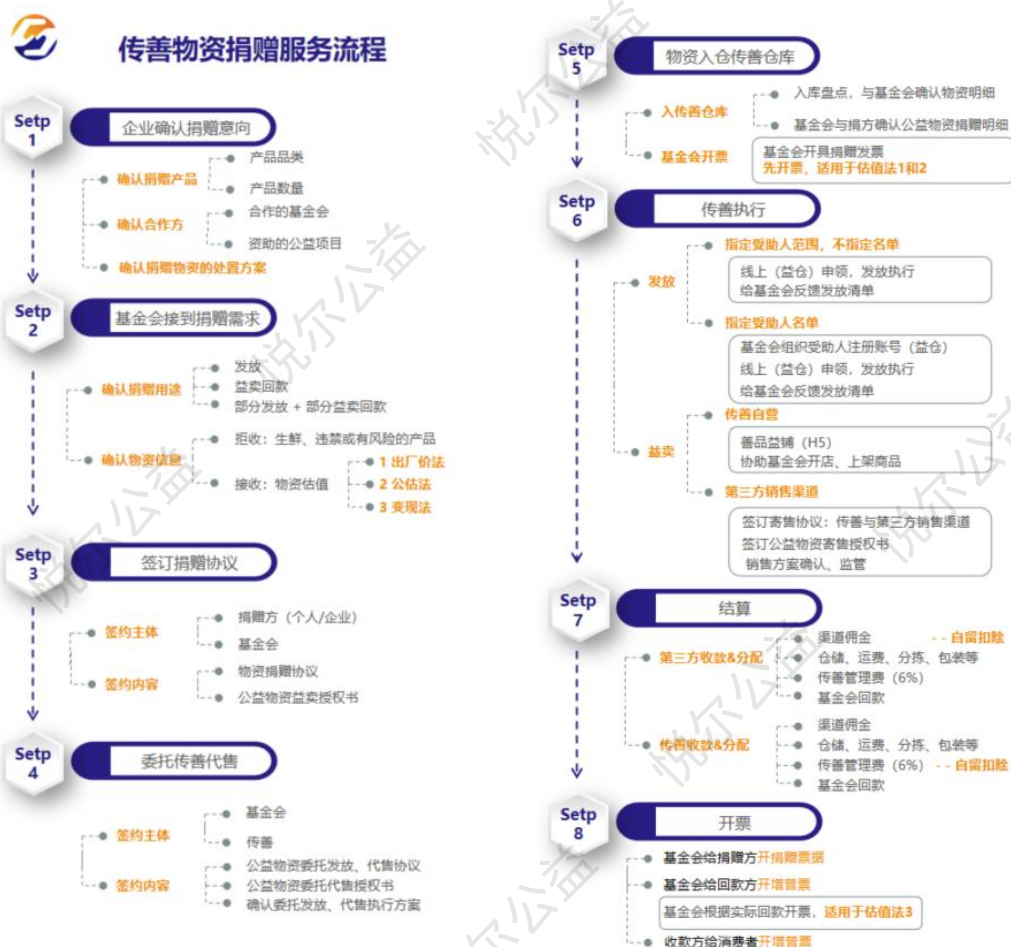 传善物资捐赠服务流程
Setp 1
企业确认捐赠意向
确认捐赠产品
产品品类
产品数量
确认合作方
合作的基金会
资助的公益项目
确认捐赠物资的处置方案
Setp 2
基金会接到捐赠需求
确认捐赠用途
发放
益卖回款
部分发放 + 部分益卖回款
确认物资信息
拒收：生鲜、违禁或有风险的产品
接收：物资估值
1 出厂价法
2 公估法
3 变现法
Setp 3
签订捐赠协议
签约主体
捐赠方（个人/企业）
基金会
签约内容
物资捐赠协议
公益物资益卖授权书
Setp 4
委托传善代售
签约主体
基金会
传善
签约内容
公益物资委托发放、代售协议
公益物资委托代售授权书
确认委托发放、代售执行方案
Setp 5
物资入仓传善仓库
入传善仓库
入库盘点，与基金会确认物资明细
基金会与捐方确认公益物资捐赠明细
基金会开票
基金会开具捐赠发票
先开票，适用于估值法1和2
Setp 6
传善执行
发放
指定受助人范围，不指定名单
线上（益仓）申领，发放执行
给基金会反馈发放清单
指定受助人名单
基金会组织受助人注册账号（益仓）
线上（益仓）申领，发放执行
给基金会反馈发放清单
益卖
传善自营
善品益铺（H5）
协助基金会开店、上架商品
第三方销售渠道
签订寄售协议：传善与第三方销售渠道
签订公益物资寄售授权书
销售方案确认、监管
Setp 7
结算
第三方收款&分配
渠道佣金 - - 自留扣除
仓储、运费、分拣、包装等
传善管理费（6%）
基金会回款
传善收款&分配
渠道佣金
仓储、运费、分拣、包装等
传善管理费（6%） - - 自留扣除
基金会回款
Setp 8
开票
基金会给捐赠方开捐赠票据
基金会给回款方开增普票
基金会根据实际回款开票，适用于估值法3
收款方给消费者开增普票
悦尔公益
悦尔公益
悦尔公益
悦尔公益
悦尔公益